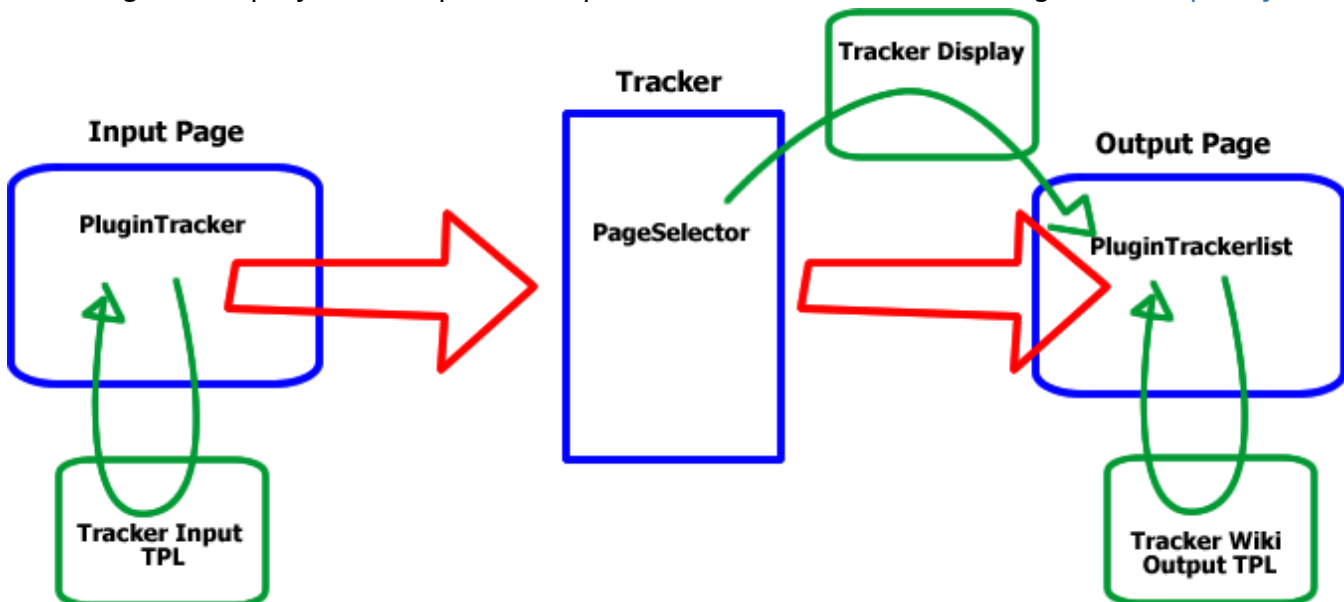 Tracker Display
Tracker
Input Page
Output Page
PluginTracker
PageSelector
PluginTrackerlist
Tracker Input
TPL
Tracker Wiki
Output TPL